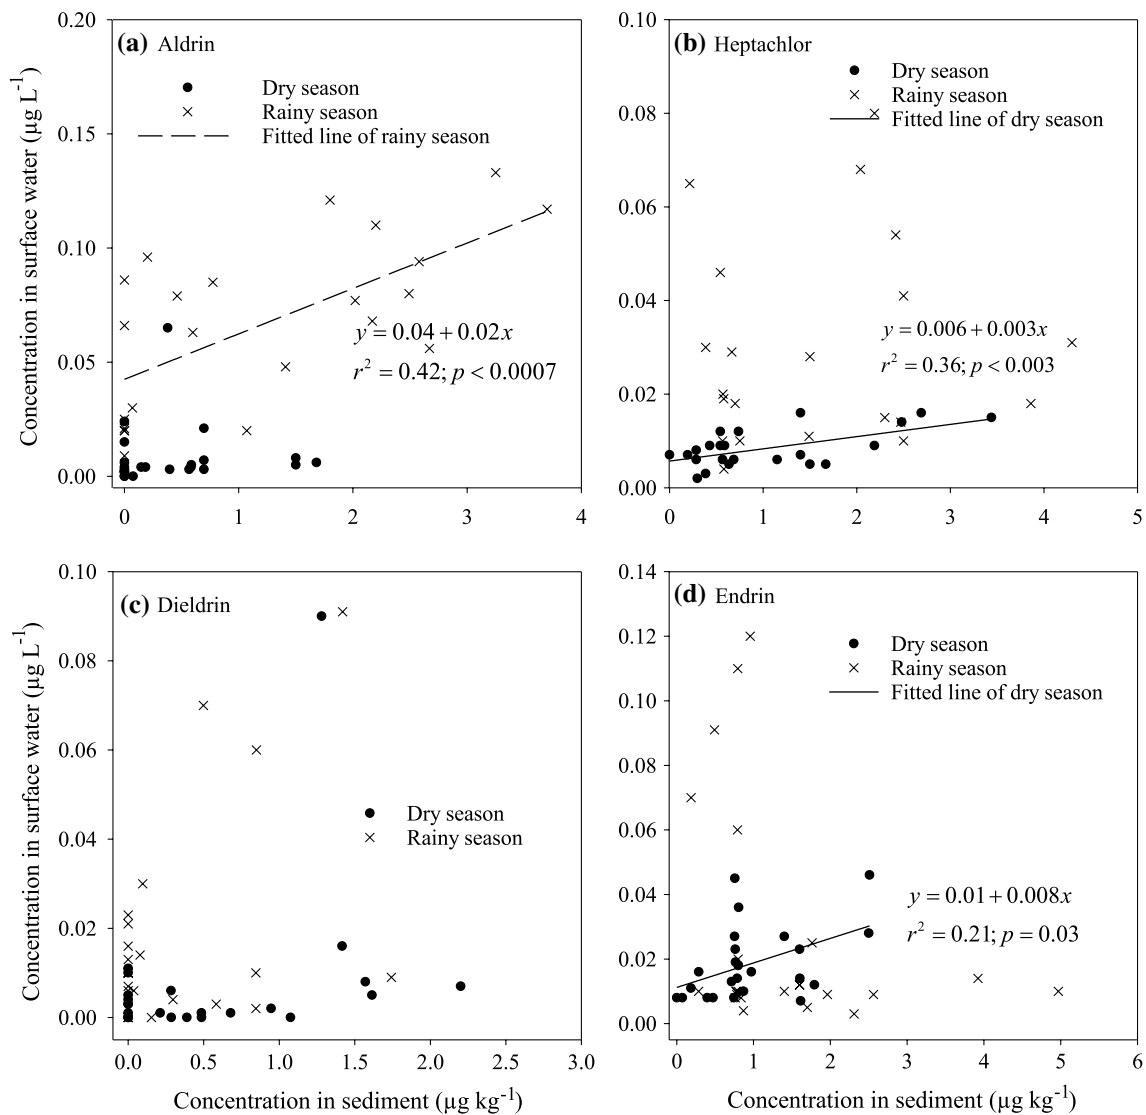 (a) Aldrin
Dry season
Rainy season
Fitted line of rainy season
y = 0.04 + 0.02x
r² = 0.42; p < 0.0007
0.20
0.15
0.10
0.05
0.00
0 1 2 3 4
Concentration in surface water (µg L⁻¹)
(b) Heptachlor
Dry season
Rainy season
Fitted line of dry season
y = 0.006 + 0.003x
r² = 0.36; p < 0.003
0.10
0.08
0.06
0.04
0.02
0.00
0 1 2 3 4 5
(c) Dieldrin
Dry season
Rainy season
0.10
0.08
0.06
0.04
0.02
0.00
0.0 0.5 1.0 1.5 2.0 2.5 3.0
Concentration in surface water (µg L⁻¹)
Concentration in sediment (µg kg⁻¹)
(d) Endrin
Dry season
Rainy season
Fitted line of dry season
y = 0.01 + 0.008x
r² = 0.21; p = 0.03
0.14
0.12
0.10
0.08
0.06
0.04
0.02
0.00
0 1 2 3 4 5 6
Concentration in sediment (µg kg⁻¹)